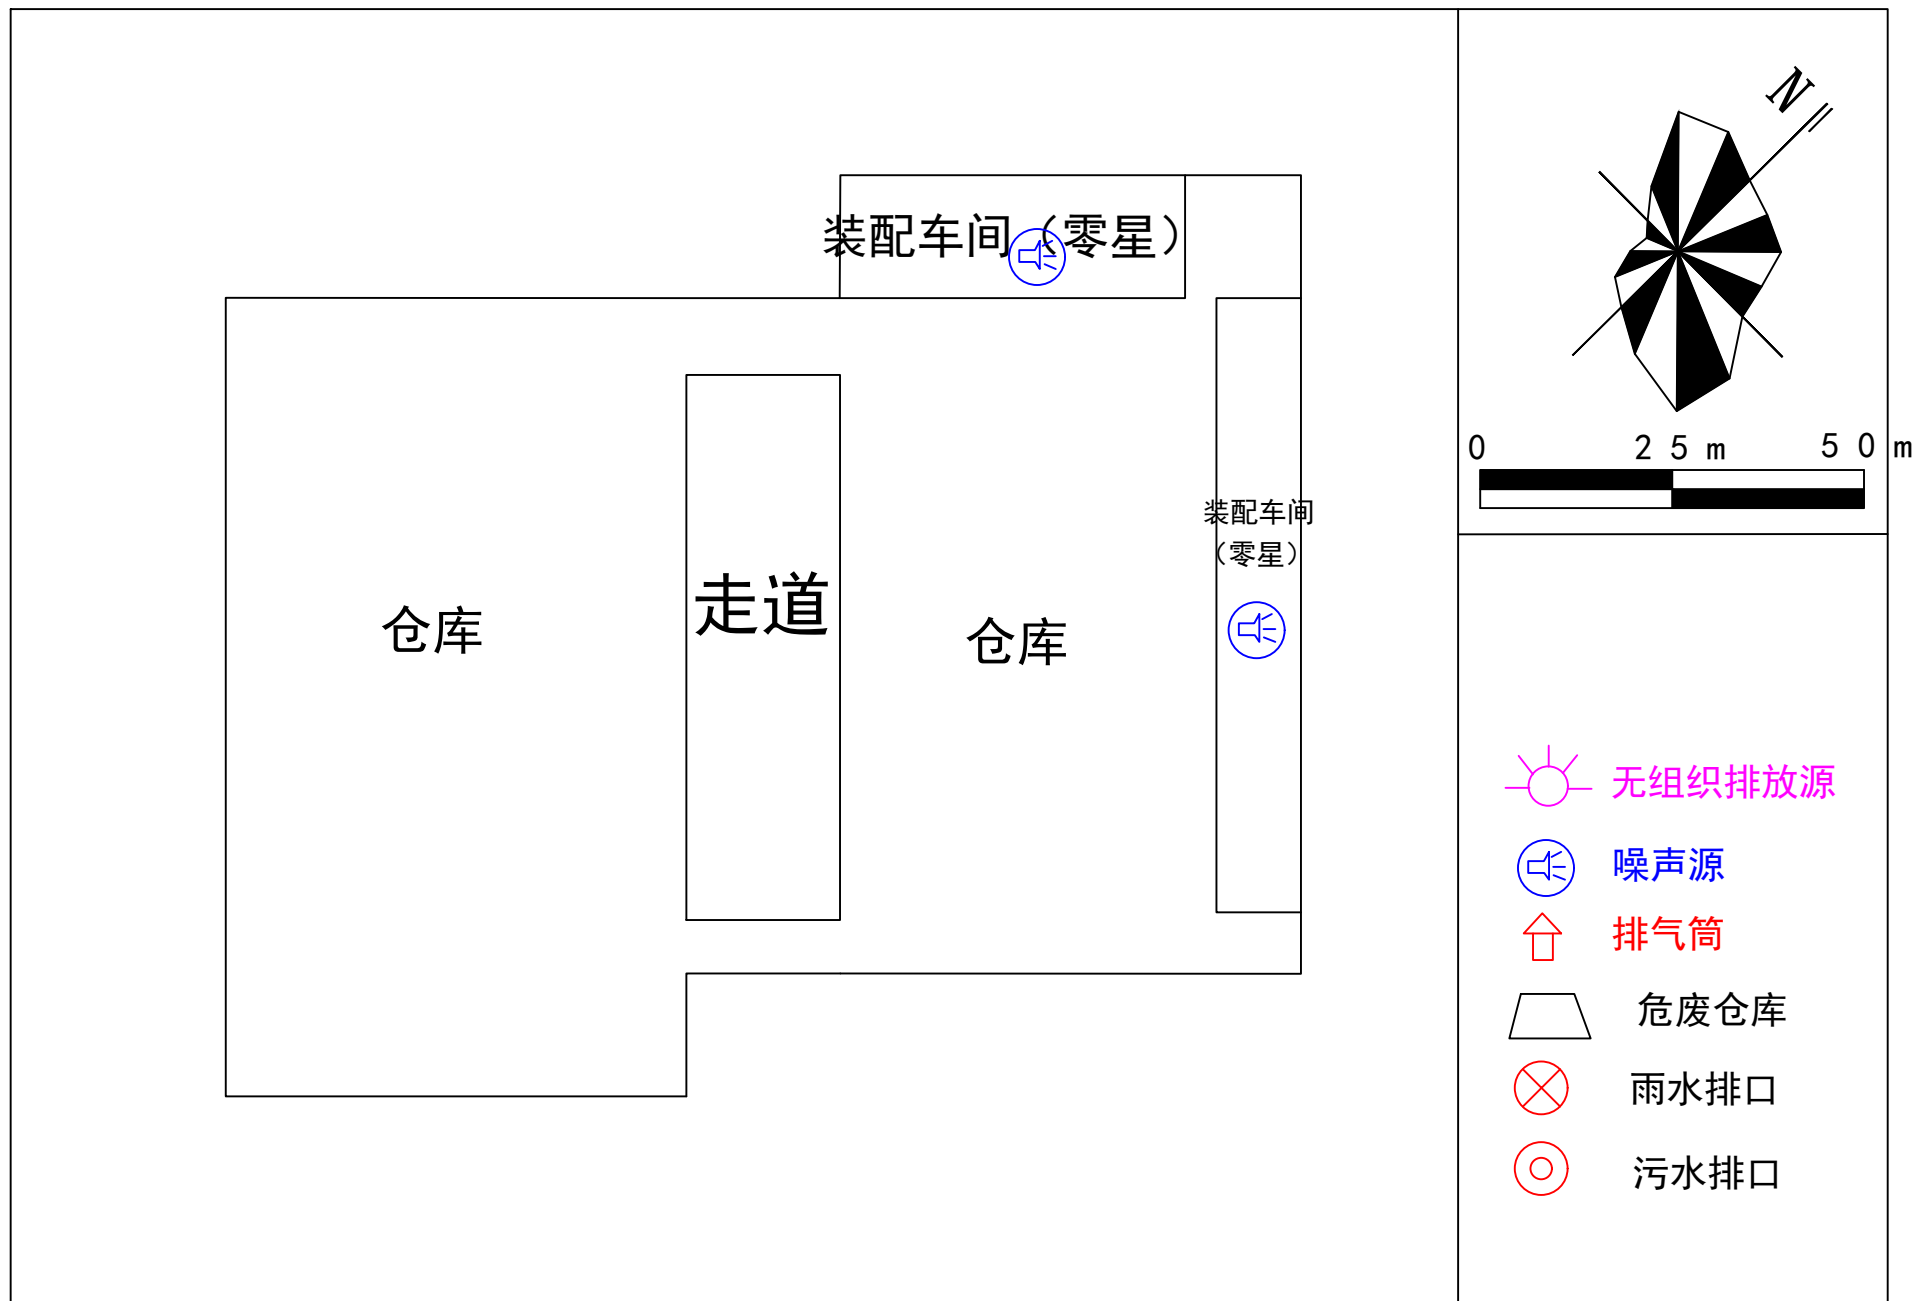 N
0 25m 50m
装配车间（零星）
装配车间
（零星）
走道
仓库
仓库
无组织排放源
噪声源
排气筒
危废仓库
雨水排口
污水排口